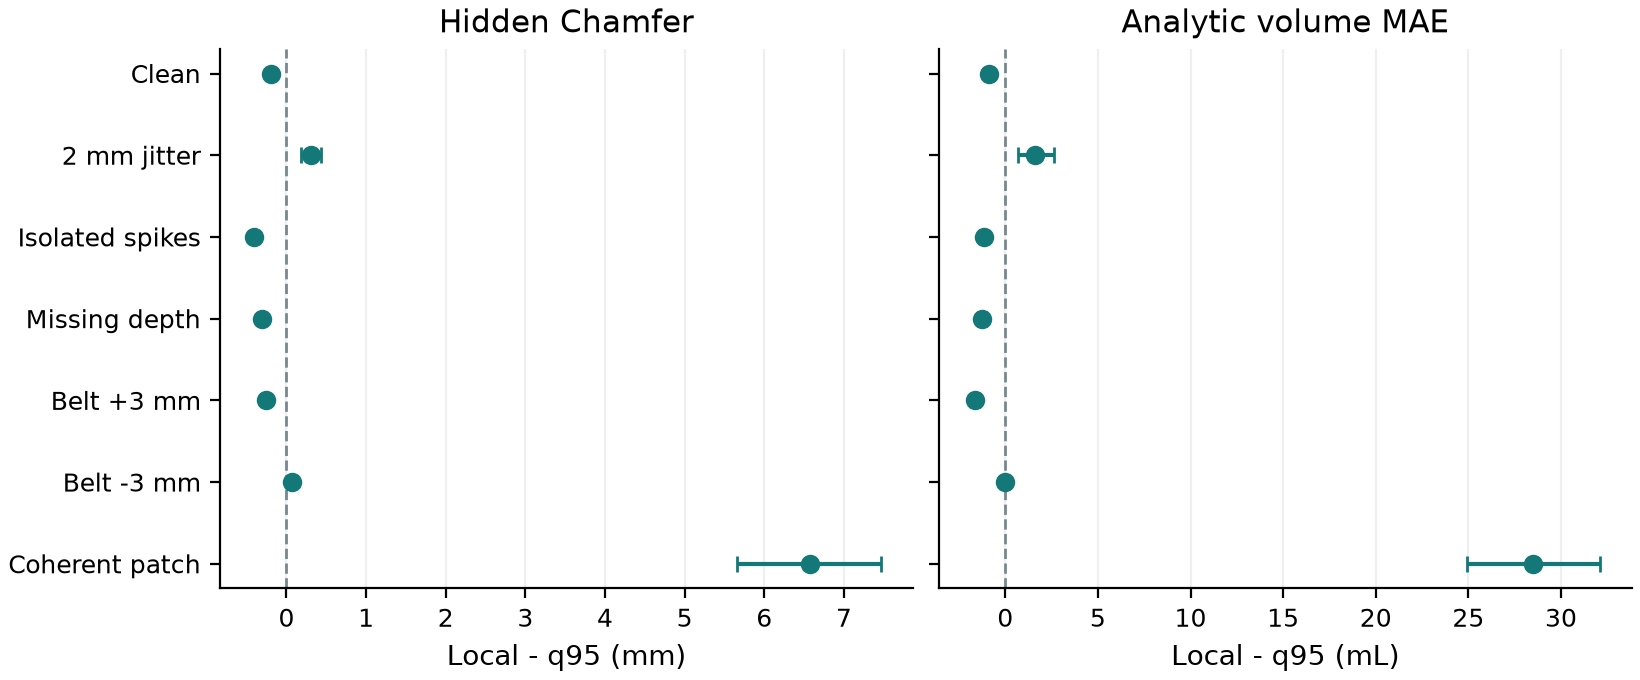 Hidden Chamfer
Analytic volume MAE
Clean
2 mm jitter
Isolated spikes
Missing depth
Belt +3 mm
Belt -3 mm
Coherent patch
0 1 2 3 4 5 6 7
0 5 10 15 20 25 30
Local - q95 (mm)
Local - q95 (mL)